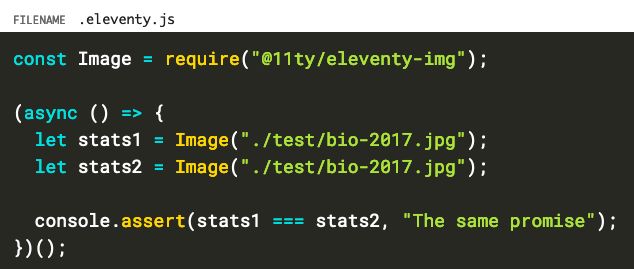 FILENAME .eleventy.js
const Image = require("@11ty/eleventy-img");
(async () => {
  let stats1 = Image("./test/bio-2017.jpg");
  let stats2 = Image("./test/bio-2017.jpg");
  console.assert(stats1 === stats2, "The same promise");
})();